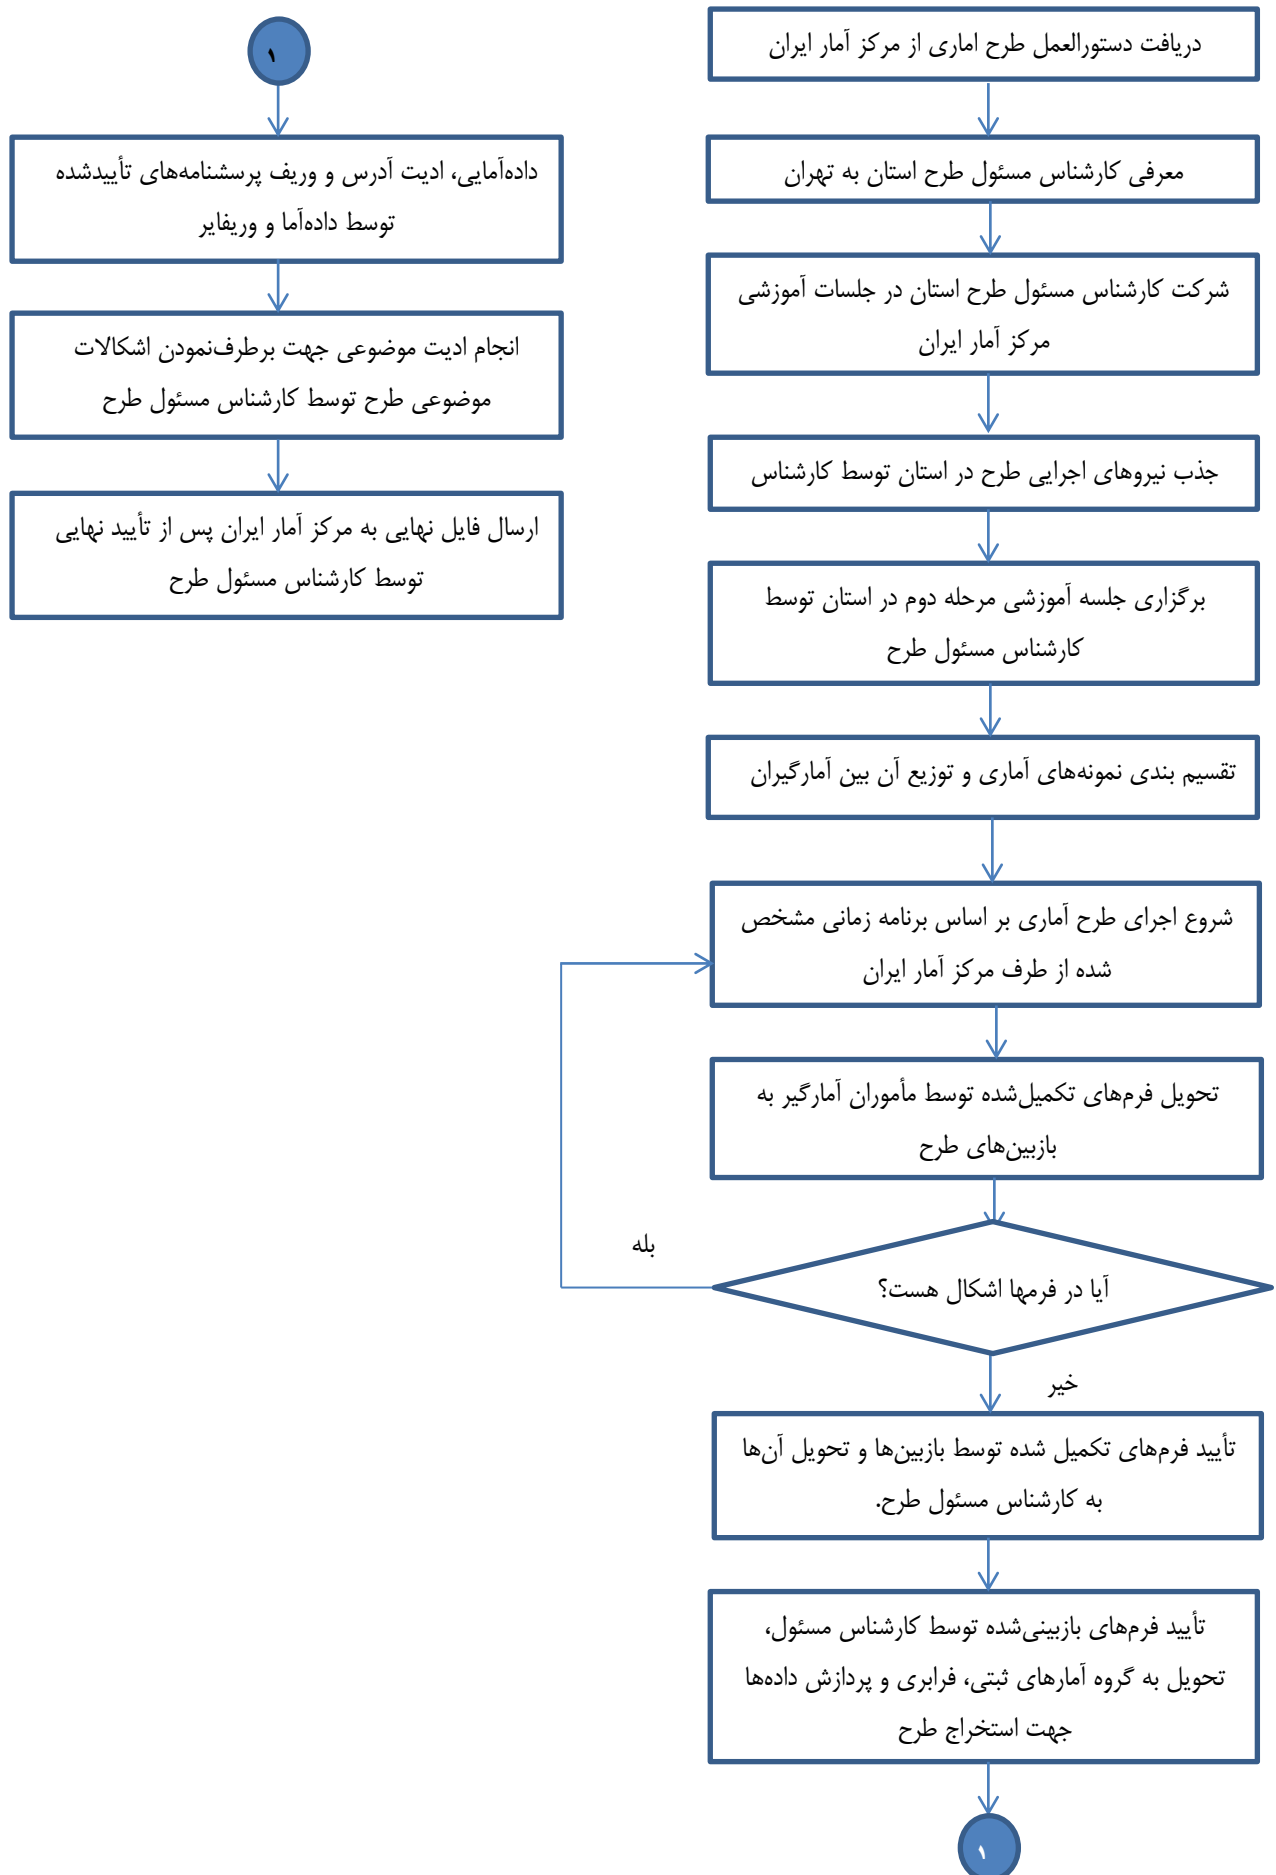 دریافت دستورالعمل طرح اماری از مرکز آمار ایران
معرفی کارشناس مسئول طرح استان به تهران
شرکت کارشناس مسئول طرح استان در جلسات آموزشی
مرکز آمار ایران
جذب نیروهای اجرایی طرح در استان توسط کارشناس
برگزاری جلسه آموزشی مرحله دوم در استان توسط
کارشناس مسئول طرح
تقسیم بندی نمونه‌های آماری و توزیع آن بین آمارگیران
شروع اجرای طرح آماری بر اساس برنامه زمانی مشخص
شده از طرف مرکز آمار ایران
تحویل فرم‌های تکمیل‌شده توسط مأموران آمارگیر به
بازبین‌های طرح
آیا در فرمها اشکال هست؟
بله
خیر
تأیید فرم‌های تکمیل شده توسط بازبین‌ها و تحویل آن‌ها
به کارشناس مسئول طرح.
تأیید فرم‌های بازبینی‌شده توسط کارشناس مسئول،
تحویل به گروه آمارهای ثبتی، فرابری و پردازش داده‌ها
جهت استخراج طرح
۱
۱
داده‌آمایی، ادیت آدرس و وریف پرسشنامه‌های تأییدشده
توسط داده‌آما و وریفایر
انجام ادیت موضوعی جهت برطرف‌نمودن اشکالات
موضوعی طرح توسط کارشناس مسئول طرح
ارسال فایل نهایی به مرکز آمار ایران پس از تأیید نهایی
توسط کارشناس مسئول طرح